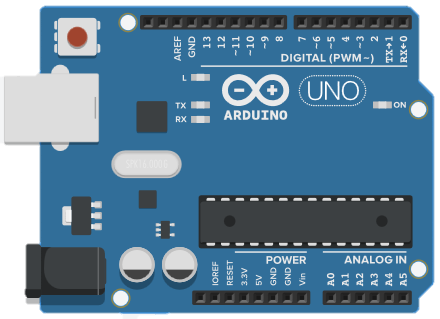 AREF
GND
13
12
~11
~10
~9
8
7
~6
~5
4
~3
2
TX→1
RX←0
DIGITAL (PWM~)
L
TX
RX
UNO
ON
ARDUINO
POWER
ANALOG IN
IOREF
RESET
3.3V
5V
GND
GND
Vin
A0
A1
A2
A3
A4
A5